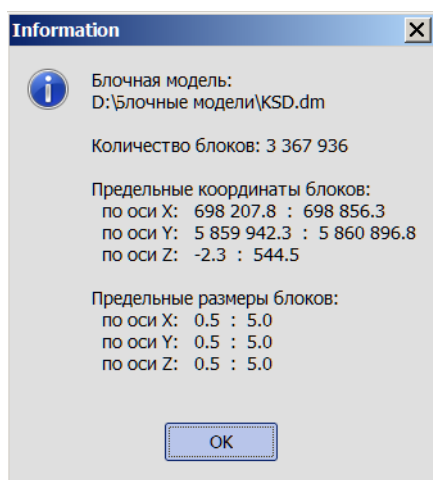 Information
Блочная модель:
D:\Блочные модели\KSD.dm
Количество блоков: 3 367 936
Предельные координаты блоков:
по оси X: 698 207.8 : 698 856.3
по оси Y: 5 859 942.3 : 5 860 896.8
по оси Z: -2.3 : 544.5
Предельные размеры блоков:
по оси X: 0.5 : 5.0
по оси Y: 0.5 : 5.0
по оси Z: 0.5 : 5.0
OK